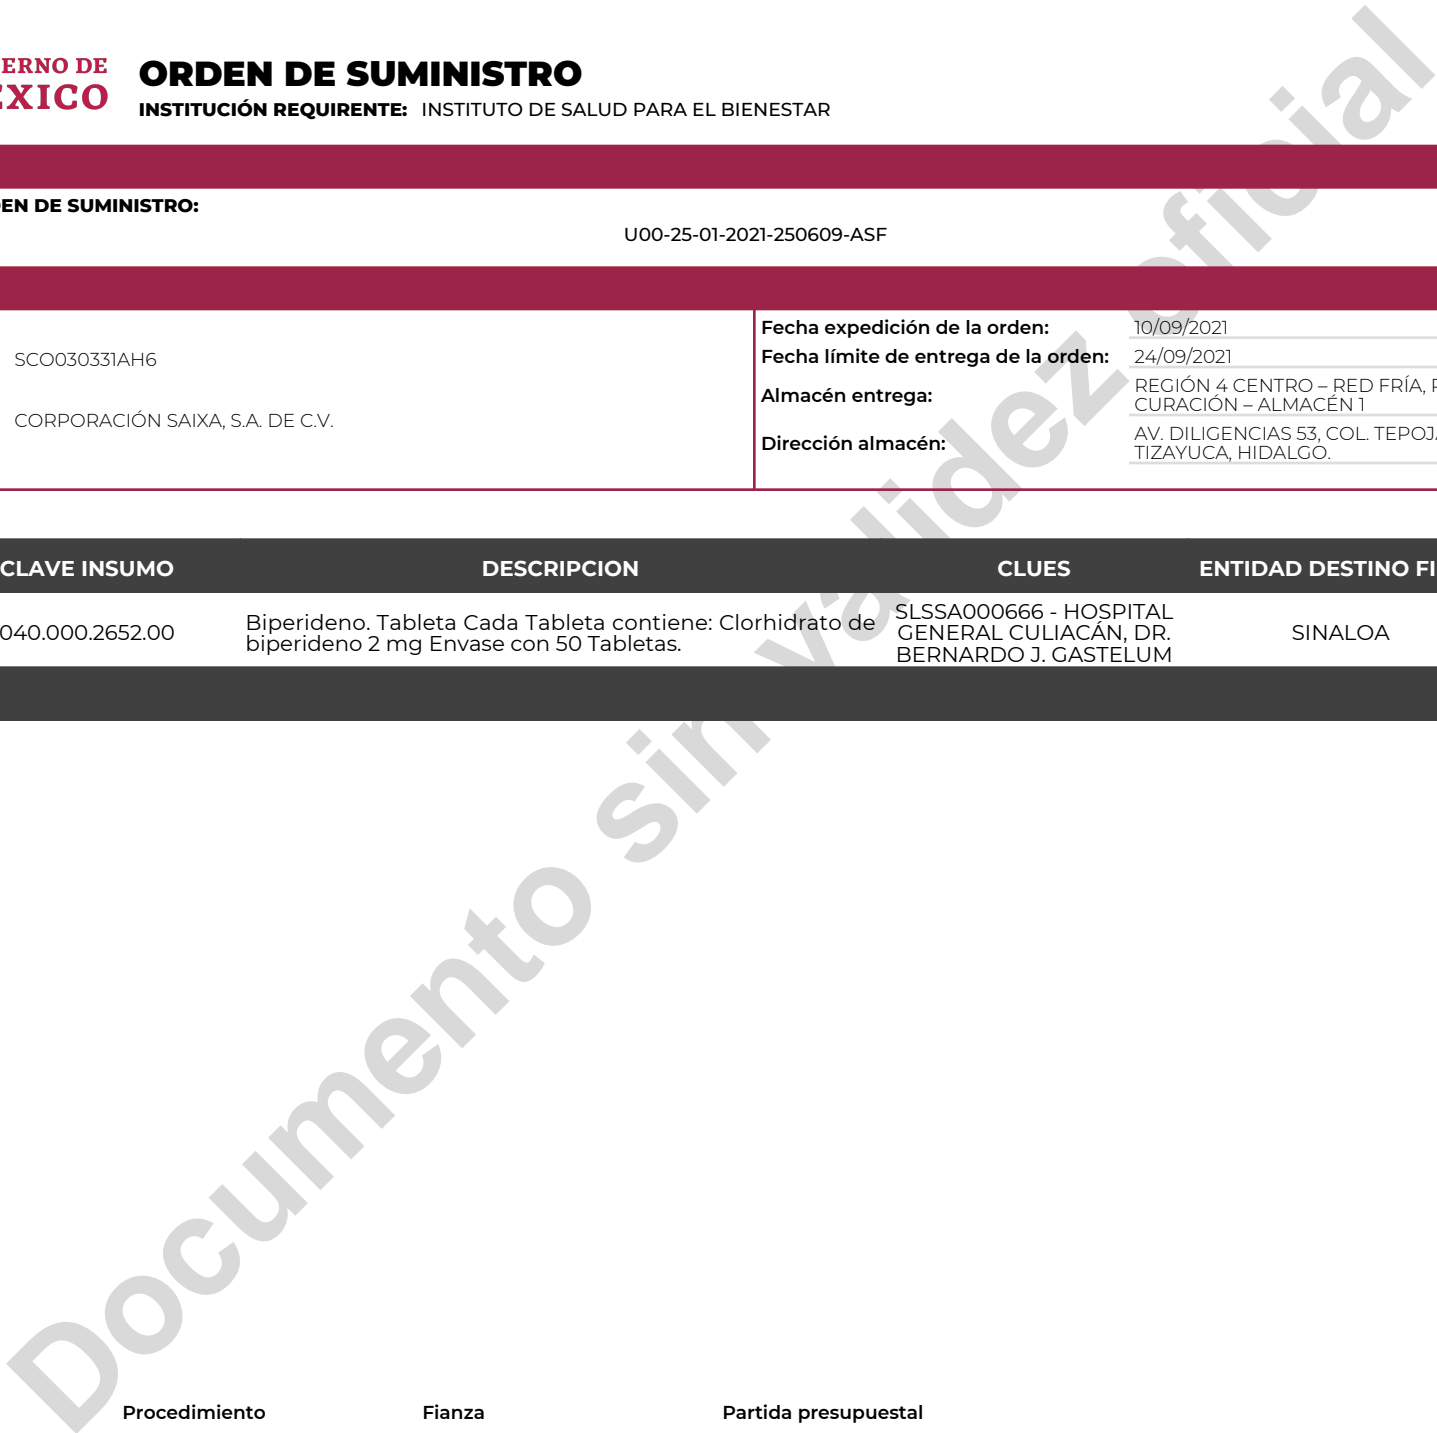 ERNO DE
EXICO
ORDEN DE SUMINISTRO
INSTITUCIÓN REQUIRENTE: INSTITUTO DE SALUD PARA EL BIENESTAR
EN DE SUMINISTRO:
U00-25-01-2021-250609-ASF
SCO030331AH6
CORPORACIÓN SAIXA, S.A. DE C.V.
Fecha expedición de la orden: 10/09/2021
Fecha límite de entrega de la orden: 24/09/2021
Almacén entrega: REGIÓN 4 CENTRO – RED FRÍA,
CURACIÓN – ALMACÉN 1
Dirección almacén: AV. DILIGENCIAS 53, COL. TEPOJA
TIZAYUCA, HIDALGO.
CLAVE INSUMO DESCRIPCION CLUES ENTIDAD DESTINO FI
040.000.2652.00
Biperideno. Tableta Cada Tableta contiene: Clorhidrato de
biperideno 2 mg Envase con 50 Tabletas.
SLSSA000666 - HOSPITAL
GENERAL CULIACÁN, DR.
BERNARDO J. GASTELUM
SINALOA
Documento sin validez oficial
Procedimiento Fianza Partida presupuestal